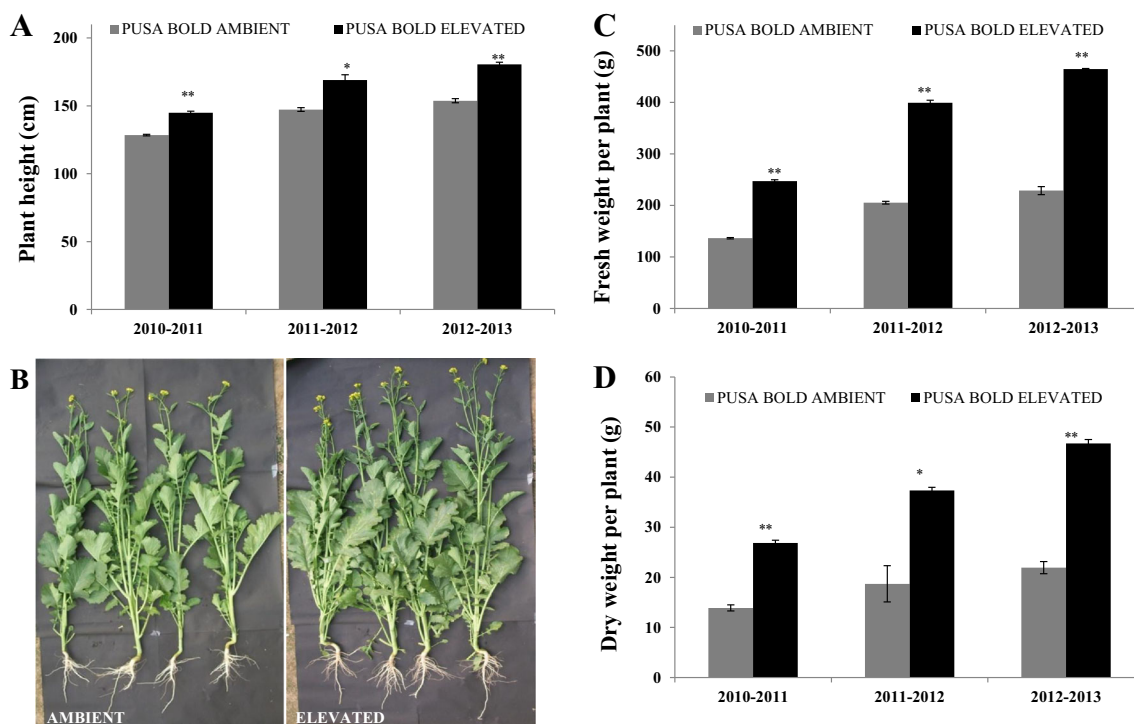 A
PUSA BOLD AMBIENT PUSA BOLD ELEVATED
Plant height (cm)
200
150
100
50
0
** * **
2010-2011 2011-2012 2012-2013
B
AMBIENT ELEVATED
C
PUSA BOLD AMBIENT PUSA BOLD ELEVATED
Fresh weight per plant (g)
500
400
300
200
100
0
** ** **
2010-2011 2011-2012 2012-2013
D
PUSA BOLD AMBIENT PUSA BOLD ELEVATED
Dry weight per plant (g)
60
50
40
30
20
10
0
** * **
2010-2011 2011-2012 2012-2013